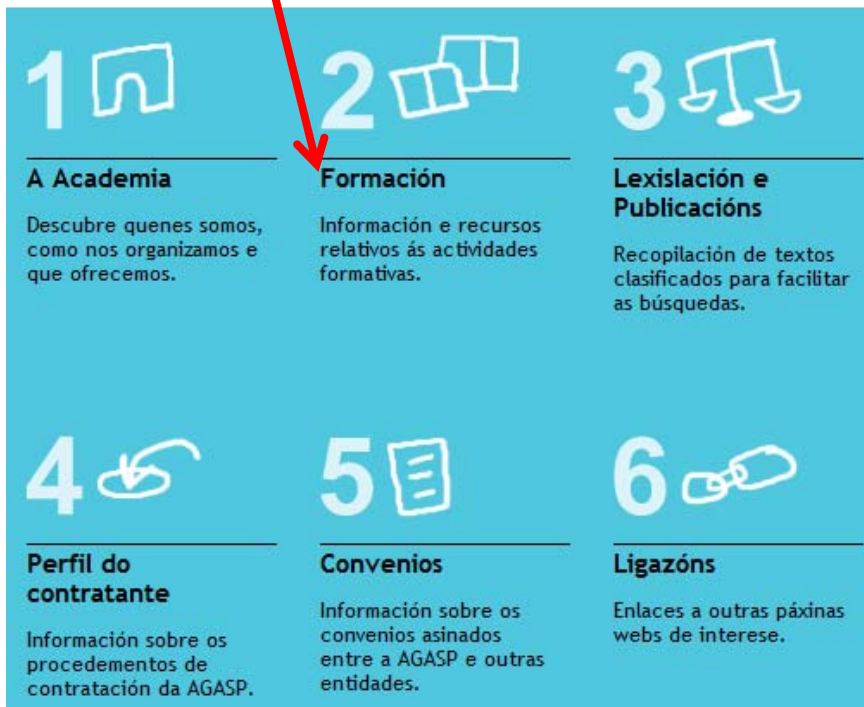 1
A Academia
Descubre quenes somos,
como nos organizamos e
que ofrecemos.
2
Formación
Información e recursos
relativos ás actividades
formativas.
3
Lexislación e
Publicacións
Recopilación de textos
clasificados para facilitar
as búsquedas.
4
Perfil do
contratante
Información sobre os
procedementos de
contratación da AGASP.
5
Convenios
Información sobre os
convenios asinados
entre a AGASP e outras
entidades.
6
Ligazóns
Enlaces a outras páxinas
webs de interese.